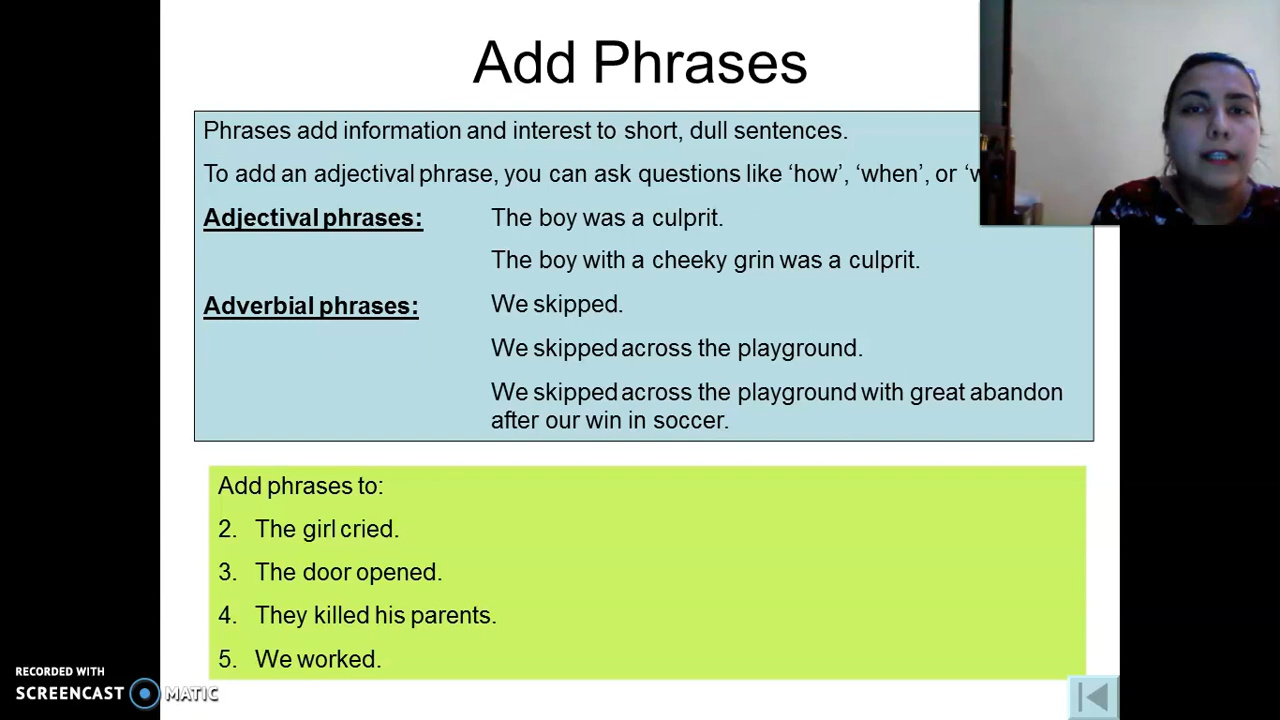 Add Phrases
Phrases add information and interest to short, dull sentences.
To add an adjectival phrase, you can ask questions like ‘how’, ‘when’, or
Adjectival phrases: The boy was a culprit.
The boy with a cheeky grin was a culprit.
Adverbial phrases: We skipped.
We skipped across the playground.
We skipped across the playground with great abandon
after our win in soccer.
Add phrases to:
2. The girl cried.
3. The door opened.
4. They killed his parents.
5. We worked.
RECORDED WITH
SCREENCAST MATIC